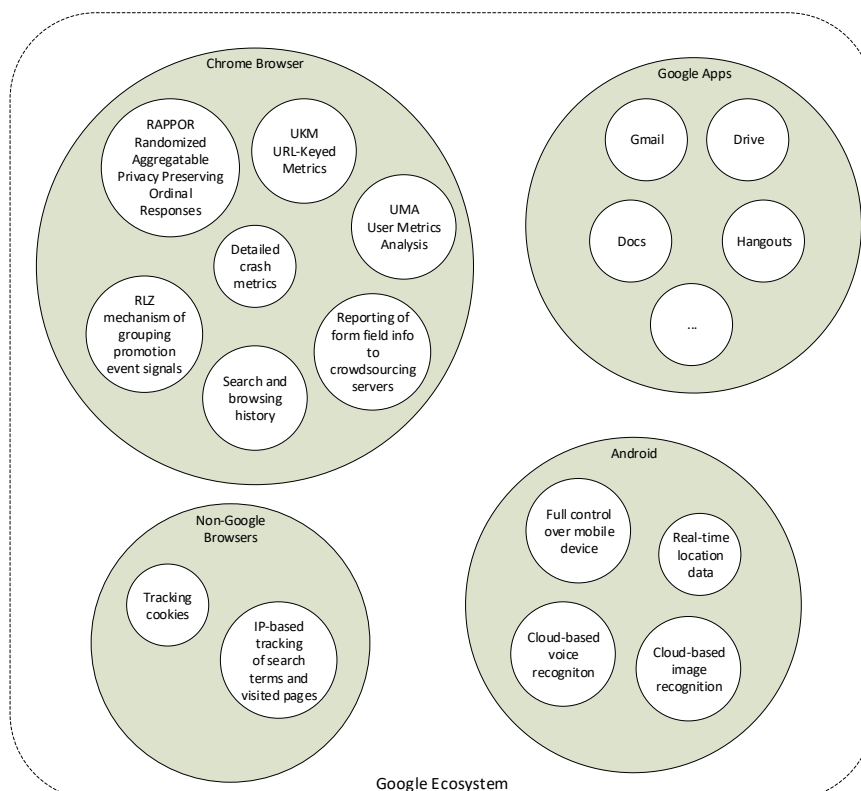 Chrome Browser
RAPPOR
Randomized
Aggregatable
Privacy Preserving
Ordinal
Responses
UKM
URL-Keyed
Metrics
UMA
User Metrics
Analysis
Detailed
crash
metrics
RLZ
mechanism of
grouping
promotion
event signals
Reporting of
form field info
to
crowdsourcing
servers
Search and
browsing
history
Google Apps
Gmail
Drive
Docs
Hangouts
...
Non-Google
Browsers
Tracking
cookies
IP-based
tracking
of search
terms and
visited pages
Android
Full control
over mobile
device
Real-time
location
data
Cloud-based
voice
recogniton
Cloud-based
image
recognition
Google Ecosystem